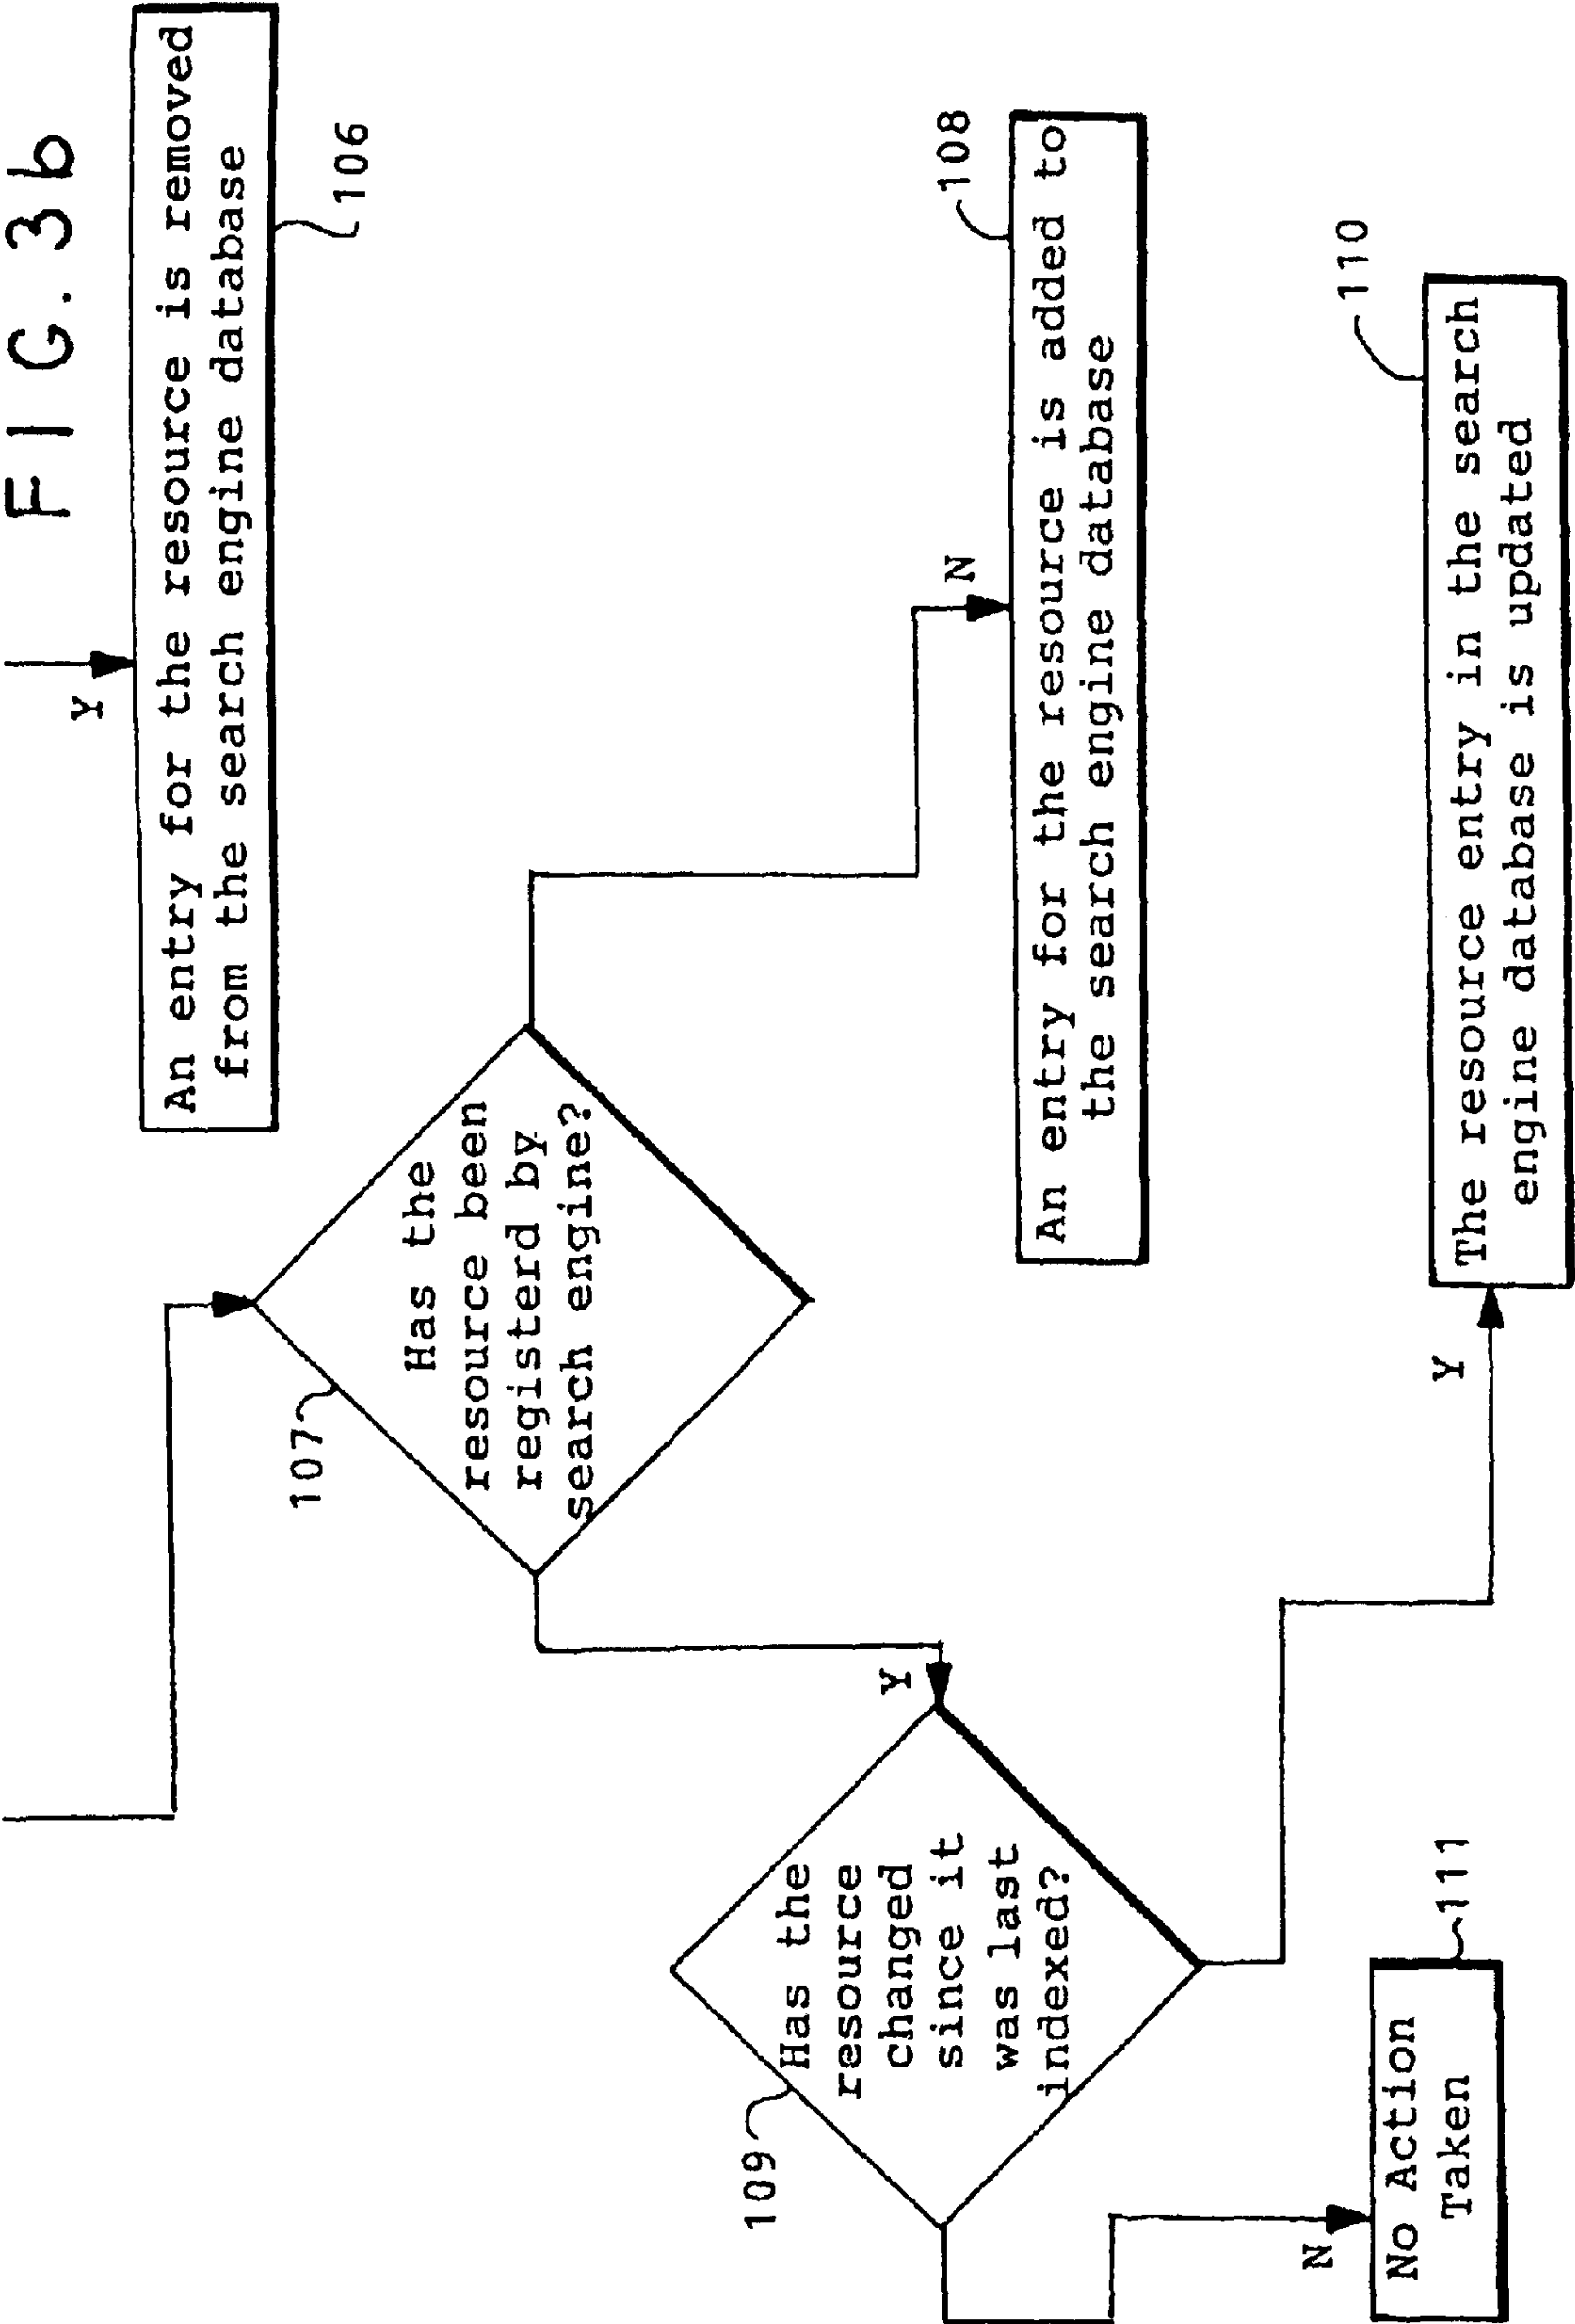 FIG. 3b
Y
An entry for the resource is removed
from the search engine database
106
107
Has the
resource been
registerd by
search engine?
N
108
An entry for the resource is added to
the search engine database
Y
109
Has the
resource
changed
since it
was last
indexed?
Y
110
The resource entry in the search
engine database is updated
N
No Action
Taken
111